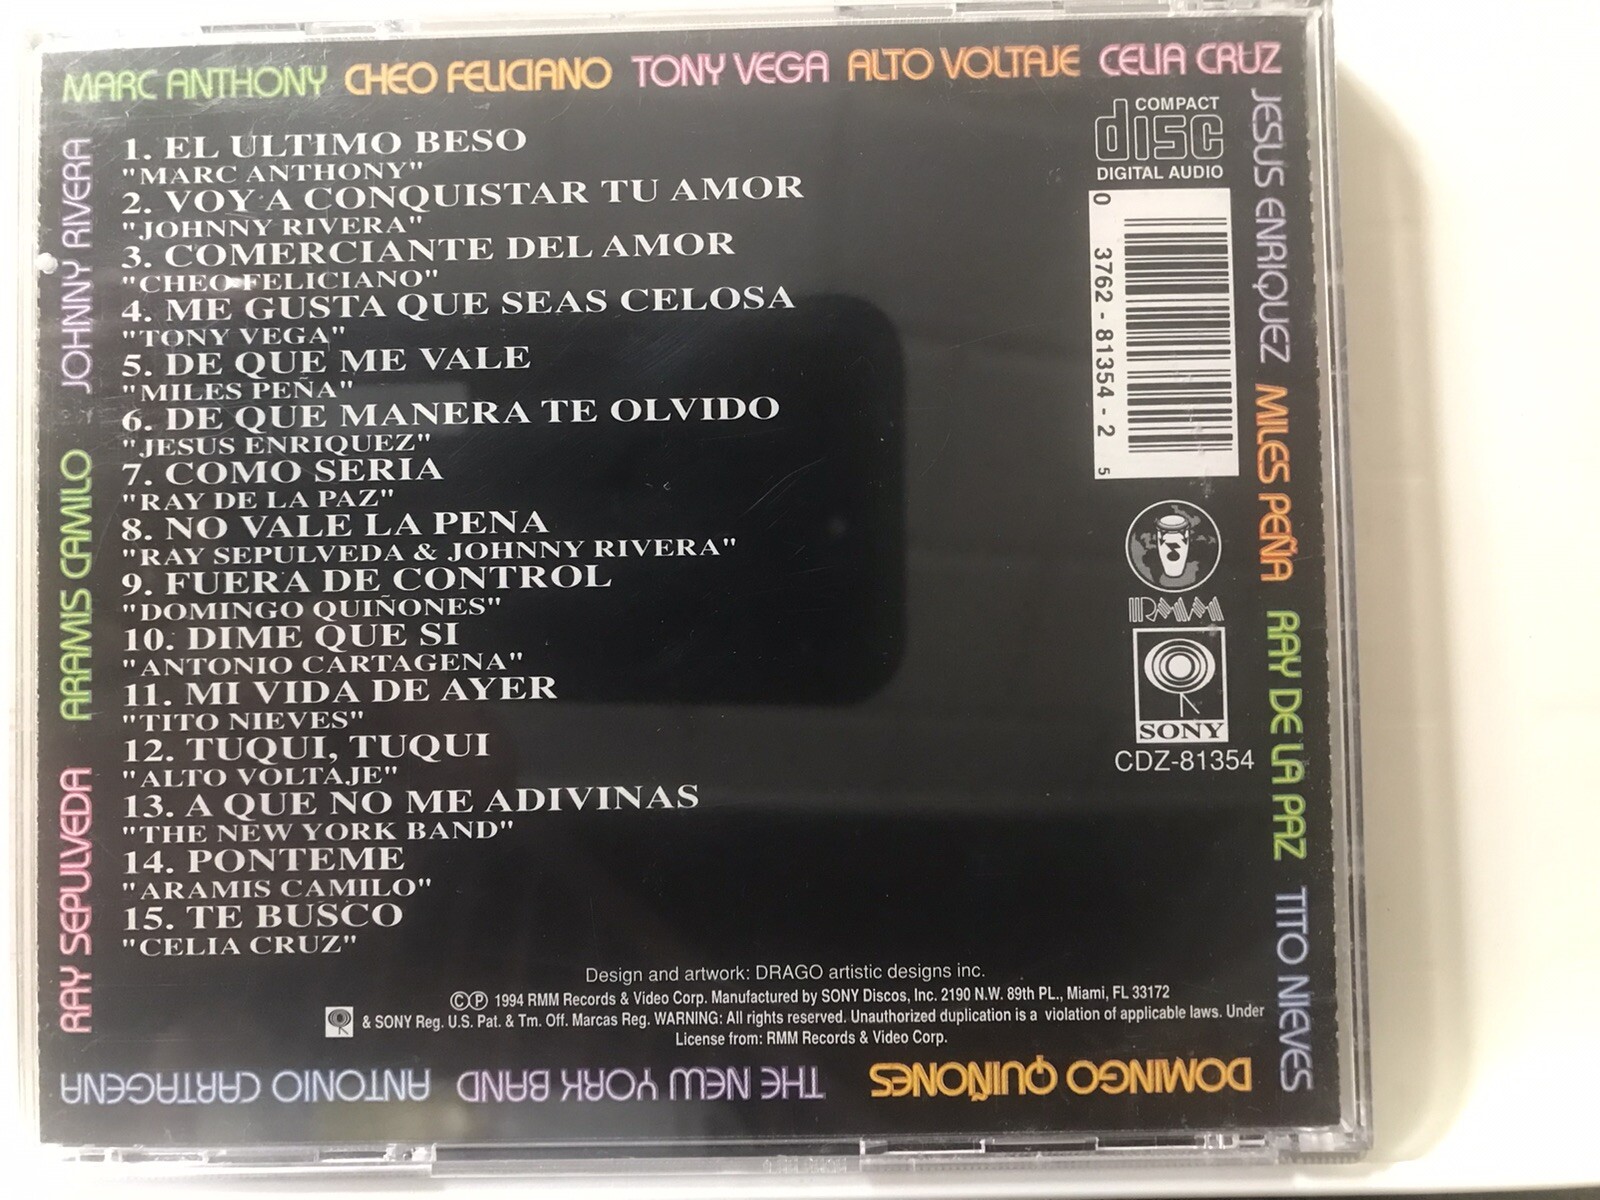 MARC ANTHONY CHEO FELICIANO TONY VEGA ALTO VOLTAJE CELIA CRUZ
JESUS ENRIQUEZ MILES PEÑA RAY DE LA PAZ TITO NIEVES
DOMINGO QUIÑONES THE NEW YORK BAND ANTONIO CARTAGENA
RAY SEPULVEDA ARAMIS CAMILO JOHNNY RIVERA
1. EL ULTIMO BESO
"MARC ANTHONY"
2. VOY A CONQUISTAR TU AMOR
"JOHNNY RIVERA"
3. COMERCIANTE DEL AMOR
"CHEO FELICIANO"
4. ME GUSTA QUE SEAS CELOSA
"TONY VEGA"
5. DE QUE ME VALE
"MILES PEÑA"
6. DE QUE MANERA TE OLVIDO
"JESUS ENRIQUEZ"
7. COMO SERIA
"RAY DE LA PAZ"
8. NO VALE LA PENA
"RAY SEPULVEDA & JOHNNY RIVERA"
9. FUERA DE CONTROL
"DOMINGO QUIÑONES"
10. DIME QUE SI
"ANTONIO CARTAGENA"
11. MI VIDA DE AYER
"TITO NIEVES"
12. TUQUI, TUQUI
"ALTO VOLTAJE"
13. A QUE NO ME ADIVINAS
"THE NEW YORK BAND"
14. PONTEME
"ARAMIS CAMILO"
15. TE BUSCO
"CELIA CRUZ"
COMPACT
disc
DIGITAL AUDIO
0 3762 - 81354 - 2 5
RMM
SONY
CDZ-81354
Design and artwork: DRAGO artistic designs inc.
©℗ 1994 RMM Records & Video Corp. Manufactured by SONY Discos, Inc. 2190 N.W. 89th PL., Miami, FL 33172
& SONY Reg. U.S. Pat. & Tm. Off. Marcas Reg. WARNING: All rights reserved. Unauthorized duplication is a violation of applicable laws. Under
License from: RMM Records & Video Corp.